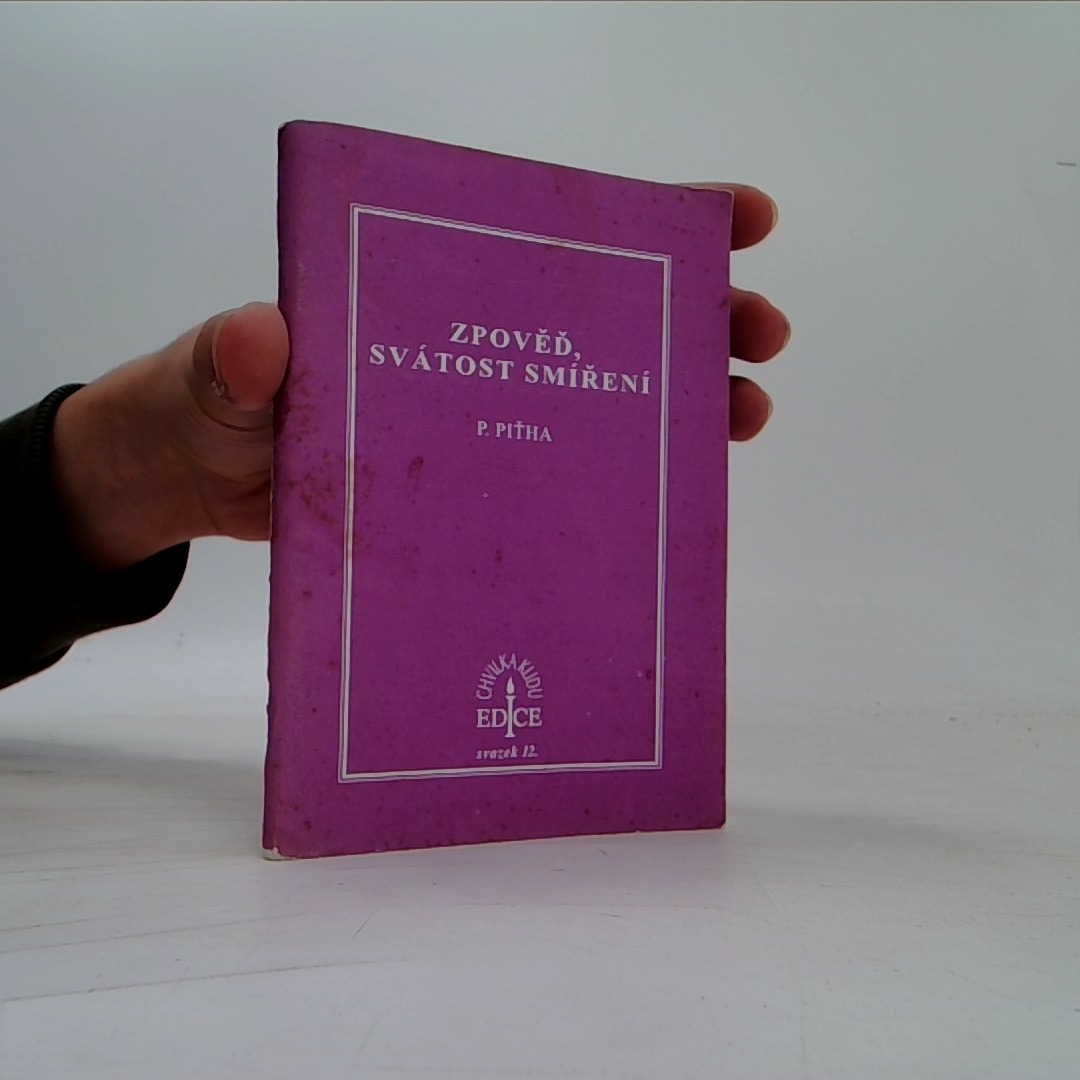 ZPOVĚĎ,
SVÁTOST SMÍŘENÍ
P. PIŤHA
CHVILKA KLIDU
EDICE
svazek 12.